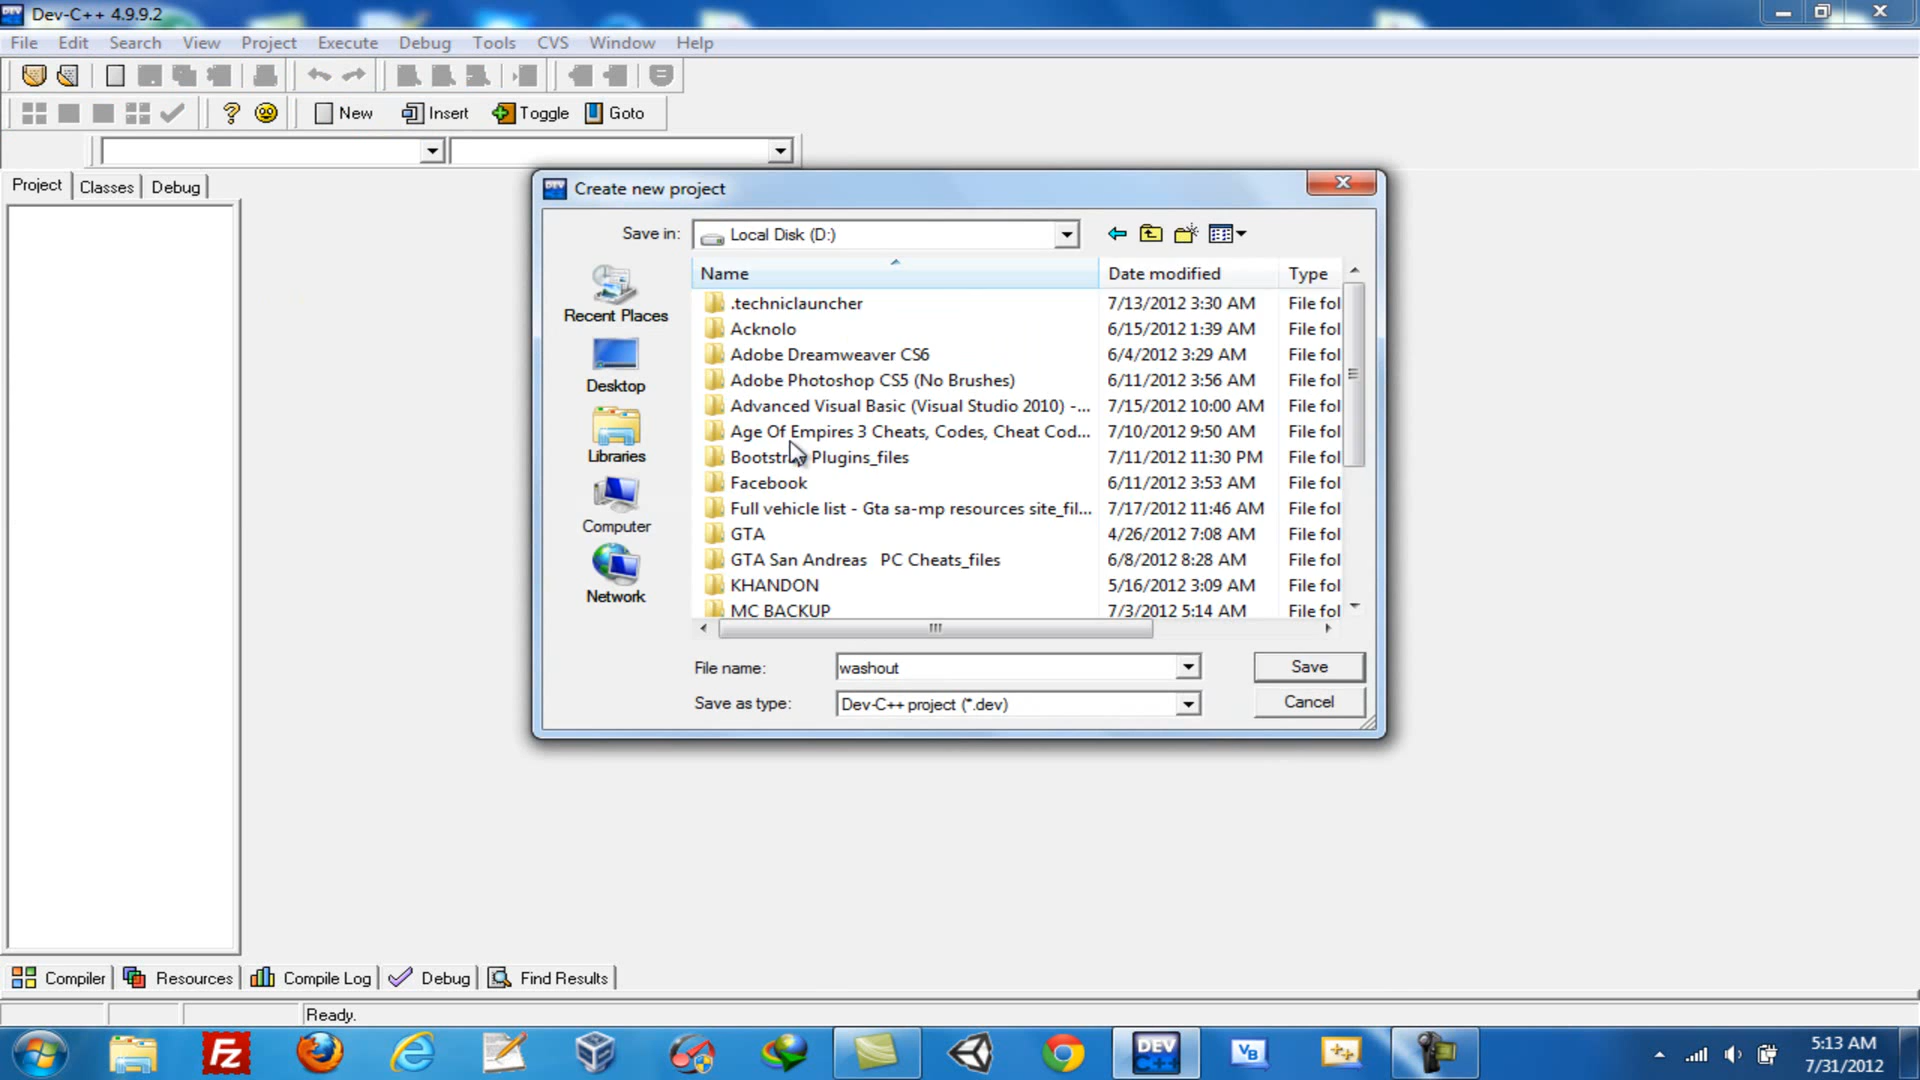 Dev-C++ 4.9.9.2
File Edit Search View Project Execute Debug Tools CVS Window Help
New Insert Toggle Goto
Project Classes Debug
Create new project
Save in: Local Disk (D:)
Name Date modified Type
.techniclauncher 7/13/2012 3:30 AM File fol
Acknolo 6/15/2012 1:39 AM File fol
Adobe Dreamweaver CS6 6/4/2012 3:29 AM File fol
Adobe Photoshop CS5 (No Brushes) 6/11/2012 3:56 AM File fol
Advanced Visual Basic (Visual Studio 2010) -... 7/15/2012 10:00 AM File fol
Age Of Empires 3 Cheats, Codes, Cheat Cod... 7/10/2012 9:50 AM File fol
Bootstrap Plugins_files 7/11/2012 11:30 PM File fol
Facebook 6/11/2012 3:53 AM File fol
Full vehicle list - Gta sa-mp resources site_fil... 7/17/2012 11:46 AM File fol
GTA 4/26/2012 7:08 AM File fol
GTA San Andreas   PC Cheats_files 6/8/2012 8:28 AM File fol
KHANDON 5/16/2012 3:09 AM File fol
MC BACKUP 7/3/2012 5:14 AM File fol
Recent Places
Desktop
Libraries
Computer
Network
File name: washout Save
Save as type: Dev-C++ project (*.dev) Cancel
Compiler Resources Compile Log Debug Find Results
Ready.
Fz DEV C++ VB
5:13 AM
7/31/2012